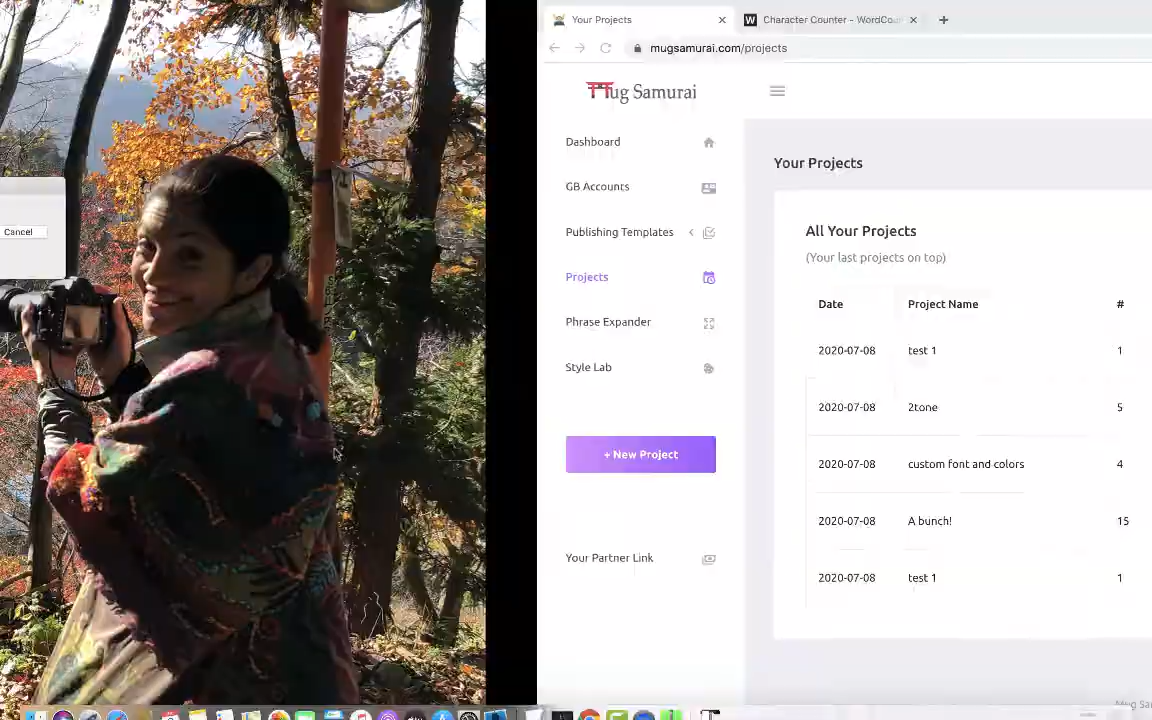 Your Projects
Character Counter - WordCou
mugsamurai.com/projects
Mug Samurai
Dashboard
GB Accounts
Publishing Templates
Projects
Phrase Expander
Style Lab
+ New Project
Your Partner Link
Your Projects
All Your Projects
(Your last projects on top)
Date Project Name #
2020-07-08 test 1 1
2020-07-08 2tone 5
2020-07-08 custom font and colors 4
2020-07-08 A bunch! 15
2020-07-08 test 1 1
Mug Sa
Cancel